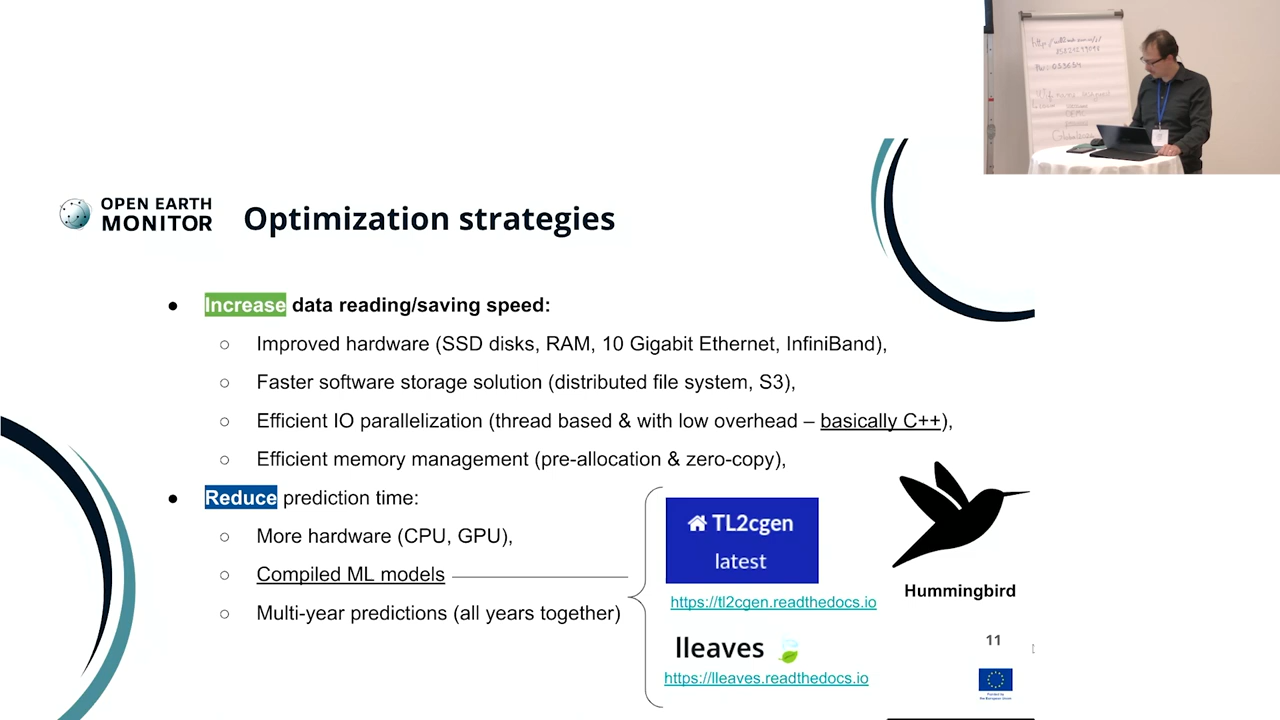 OPEN EARTH
MONITOR
Optimization strategies
● Increase data reading/saving speed:
○ Improved hardware (SSD disks, RAM, 10 Gigabit Ethernet, InfiniBand),
○ Faster software storage solution (distributed file system, S3),
○ Efficient IO parallelization (thread based & with low overhead – basically C++),
○ Efficient memory management (pre-allocation & zero-copy),
● Reduce prediction time:
○ More hardware (CPU, GPU),
○ Compiled ML models
○ Multi-year predictions (all years together)
TL2cgen
latest
https://tl2cgen.readthedocs.io
lleaves
https://lleaves.readthedocs.io
Hummingbird
11